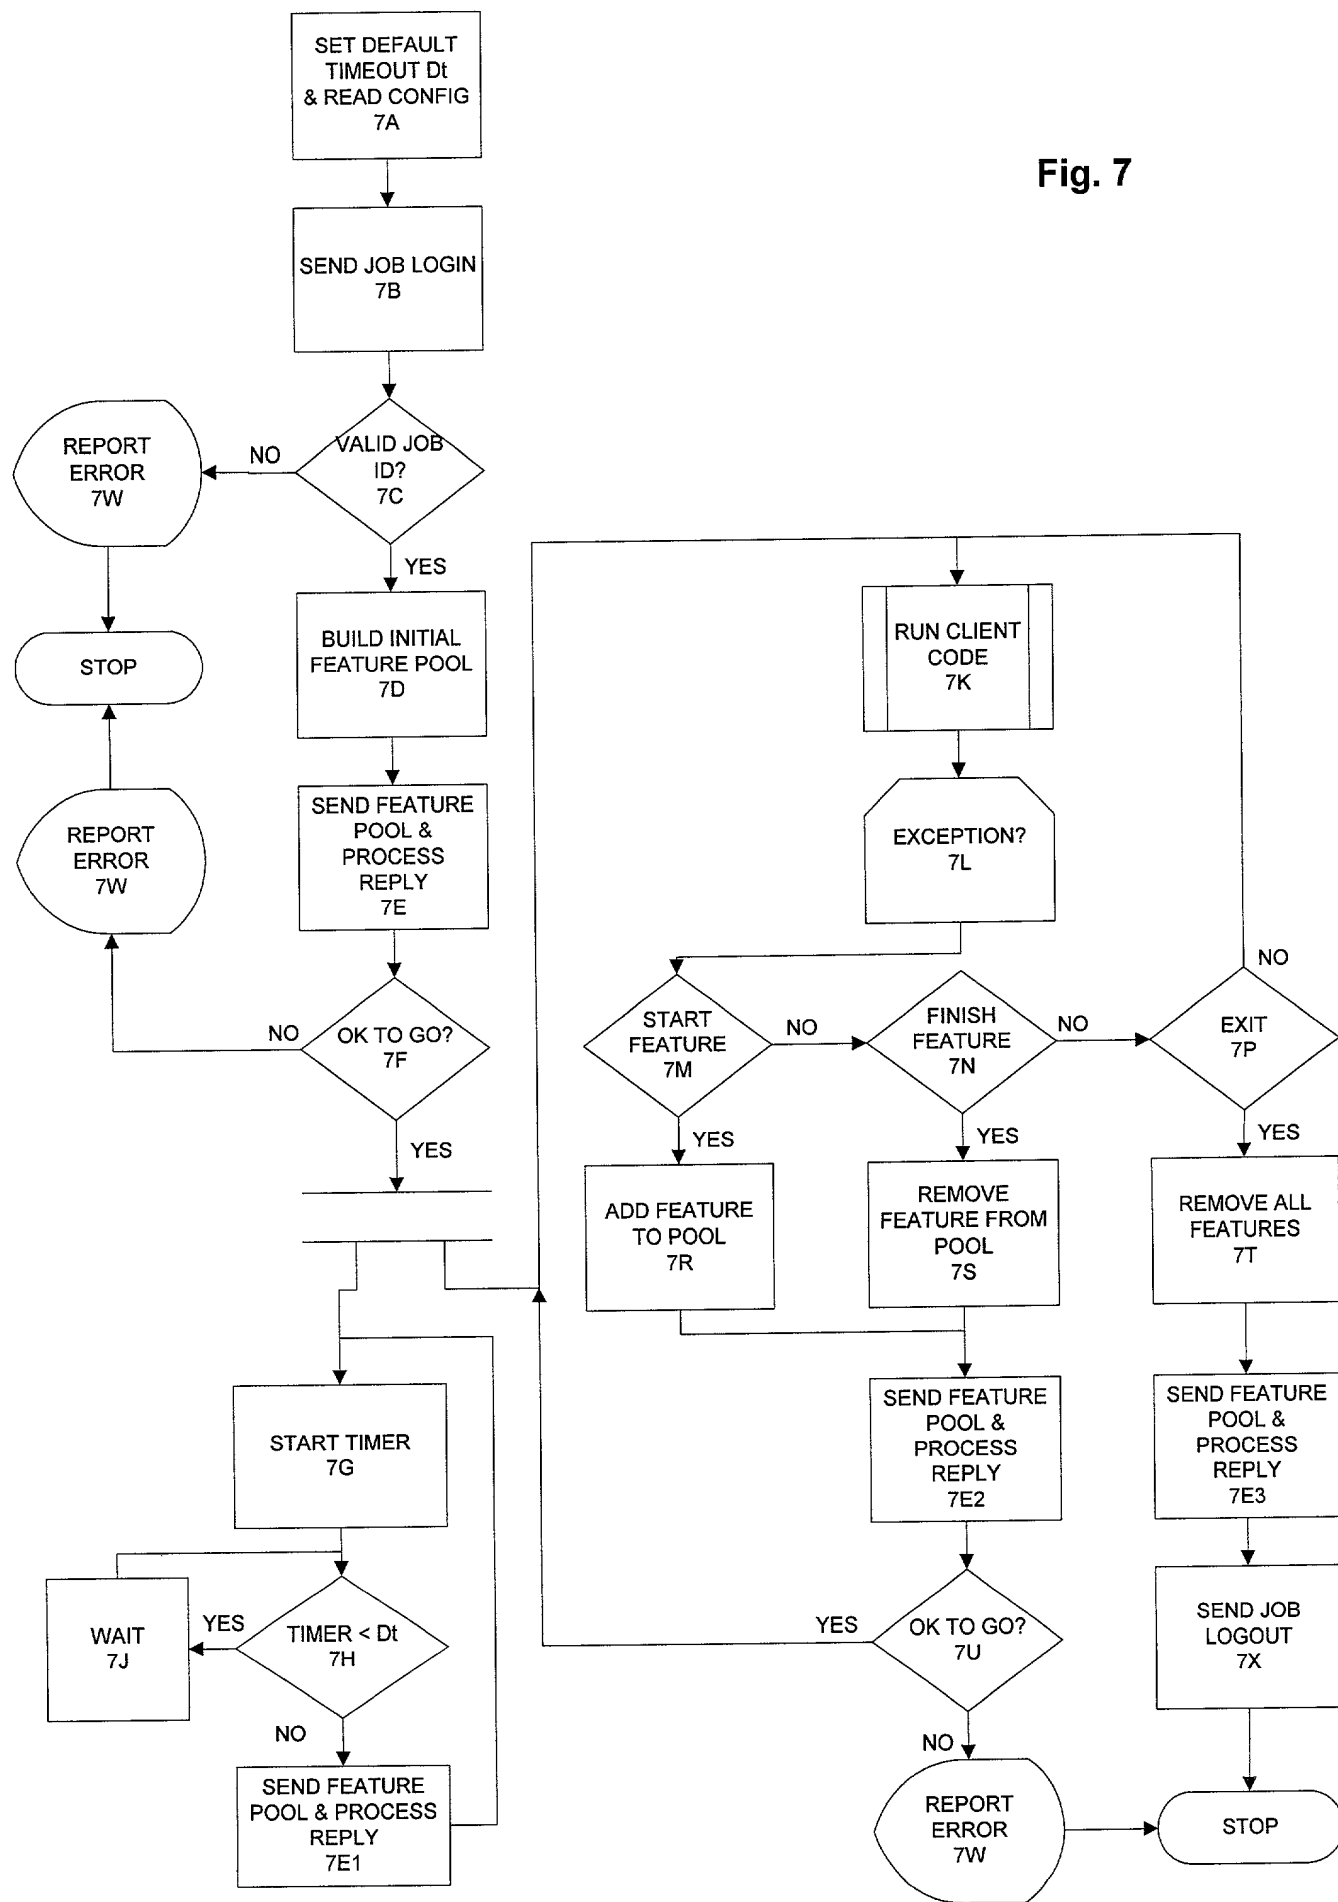 SET DEFAULT
TIMEOUT Dt
& READ CONFIG
7A
Fig. 7
SEND JOB LOGIN
7B
VALID JOB
ID?
7C
NO
REPORT
ERROR
7W
YES
STOP
BUILD INITIAL
FEATURE POOL
7D
RUN CLIENT
CODE
7K
SEND FEATURE
POOL &
PROCESS
REPLY
7E
REPORT
ERROR
7W
EXCEPTION?
7L
OK TO GO?
7F
NO
YES
START
FEATURE
7M
NO
FINISH
FEATURE
7N
NO
EXIT
7P
NO
YES
YES
YES
ADD FEATURE
TO POOL
7R
REMOVE
FEATURE FROM
POOL
7S
REMOVE ALL
FEATURES
7T
START TIMER
7G
SEND FEATURE
POOL &
PROCESS
REPLY
7E2
SEND FEATURE
POOL &
PROCESS
REPLY
7E3
WAIT
7J
YES
TIMER < Dt
7H
NO
YES
OK TO GO?
7U
NO
SEND JOB
LOGOUT
7X
SEND FEATURE
POOL & PROCESS
REPLY
7E1
REPORT
ERROR
7W
STOP